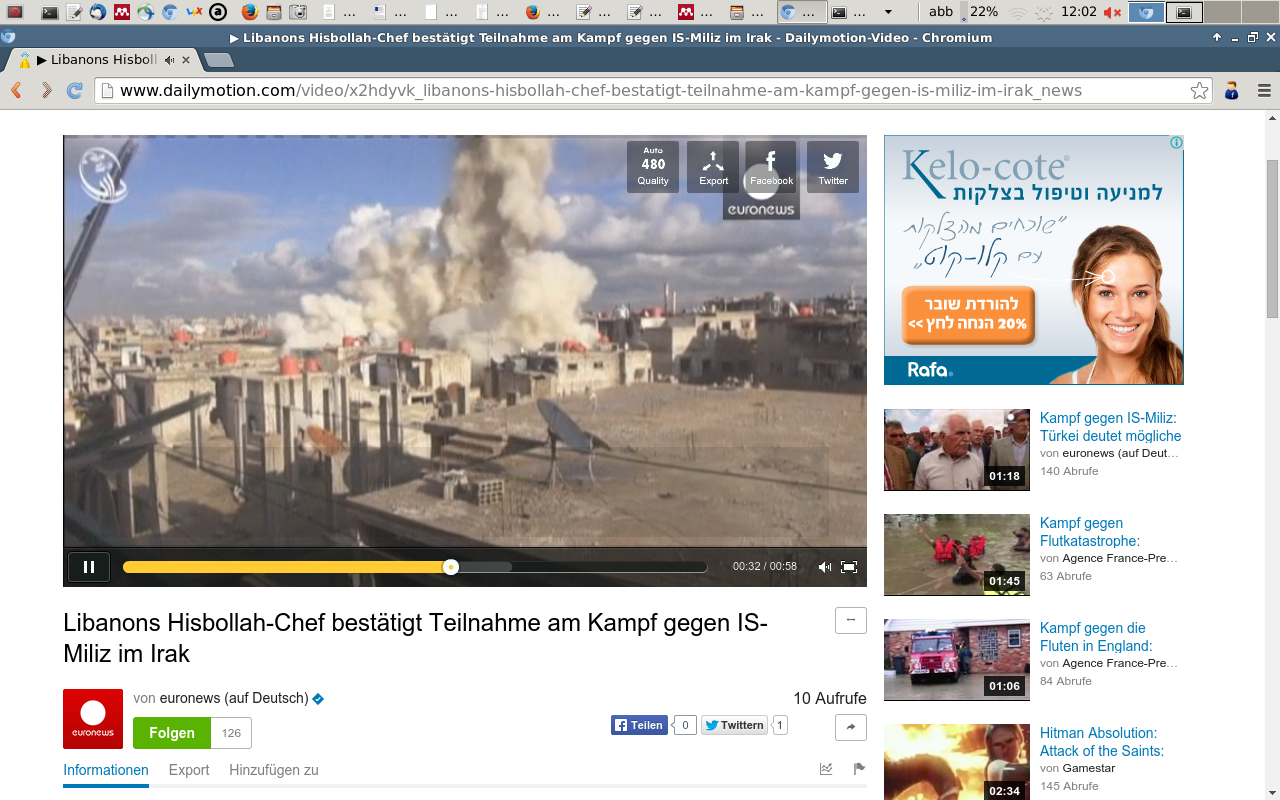 abb 22% 12:02
▶ Libanons Hisbollah-Chef bestätigt Teilnahme am Kampf gegen IS-Miliz im Irak - Dailymotion-Video - Chromium
▶ Libanons Hisboll
www.dailymotion.com/video/x2hdyvk_libanons-hisbollah-chef-bestatigt-teilnahme-am-kampf-gegen-is-miliz-im-irak_news
Auto
480
Quality
Export
Facebook
Twitter
euronews
00:32 / 00:58
Kelo-cote®
למניעה וטיפול בצלקות
"שוכחים מהצלקות
עם קלו-קוט"
להורדת שובר
20% הנחה לחץ >>
Rafa®
Libanons Hisbollah-Chef bestätigt Teilnahme am Kampf gegen IS-
Miliz im Irak
euronews
von euronews (auf Deutsch)
Folgen 126
10 Aufrufe
Teilen 0 Twittern 1
Informationen Export Hinzufügen zu
01:18
Kampf gegen IS-Miliz:
Türkei deutet mögliche
von euronews (auf Deut…
140 Abrufe
01:45
Kampf gegen
Flutkatastrophe:
von Agence France-Pre…
63 Abrufe
01:06
Kampf gegen die
Fluten in England:
von Agence France-Pre…
84 Abrufe
02:34
Hitman Absolution:
Attack of the Saints:
von Gamestar
145 Abrufe